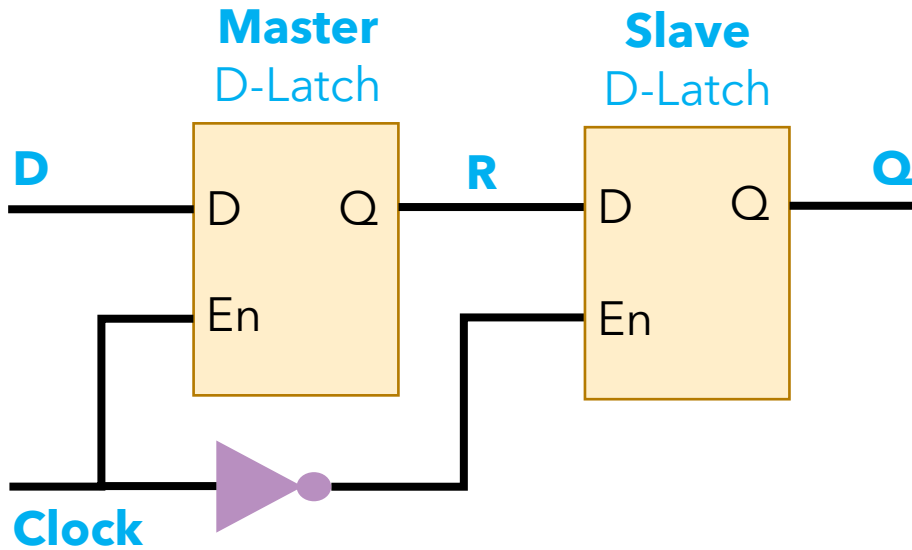 Master
D-Latch
Slave
D-Latch
D
R
Q
D
Q
D
Q
En
En
Clock